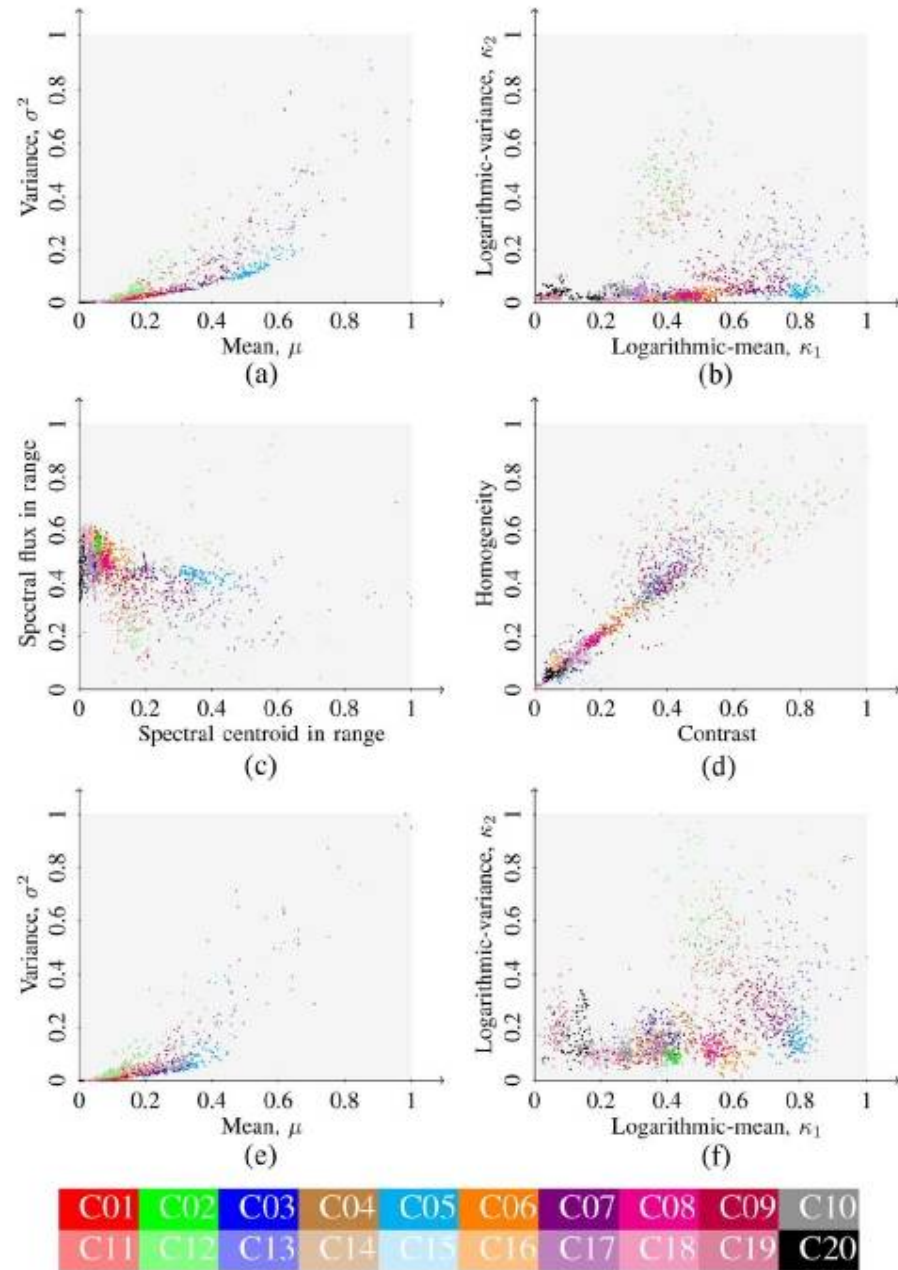 1
0.8
0.6
0.4
0.2
0
Variance, σ²
0 0.2 0.4 0.6 0.8 1
Mean, μ
(a)
1
0.8
0.6
0.4
0.2
0
Logarithmic-variance, κ₂
0 0.2 0.4 0.6 0.8 1
Logarithmic-mean, κ₁
(b)
1
0.8
0.6
0.4
0.2
0
Spectral flux in range
0 0.2 0.4 0.6 0.8 1
Spectral centroid in range
(c)
1
0.8
0.6
0.4
0.2
0
Homogeneity
0 0.2 0.4 0.6 0.8 1
Contrast
(d)
1
0.8
0.6
0.4
0.2
0
Variance, σ²
0 0.2 0.4 0.6 0.8 1
Mean, μ
(e)
1
0.8
0.6
0.4
0.2
0
Logarithmic-variance, κ₂
0 0.2 0.4 0.6 0.8 1
Logarithmic-mean, κ₁
(f)
C01 C02 C03 C04 C05 C06 C07 C08 C09 C10
C11 C12 C13 C14 C15 C16 C17 C18 C19 C20